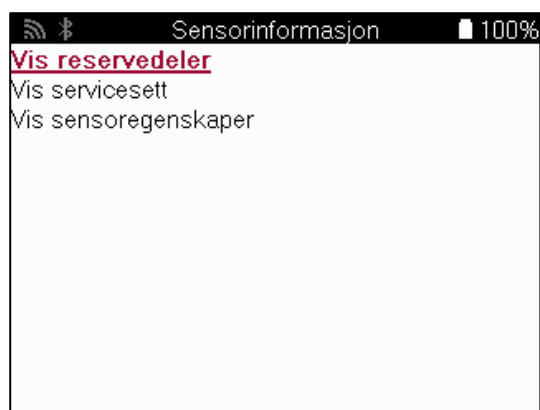 Sensorinformasjon 100%
Vis reservedeler
Vis servicesett
Vis sensoregenskaper